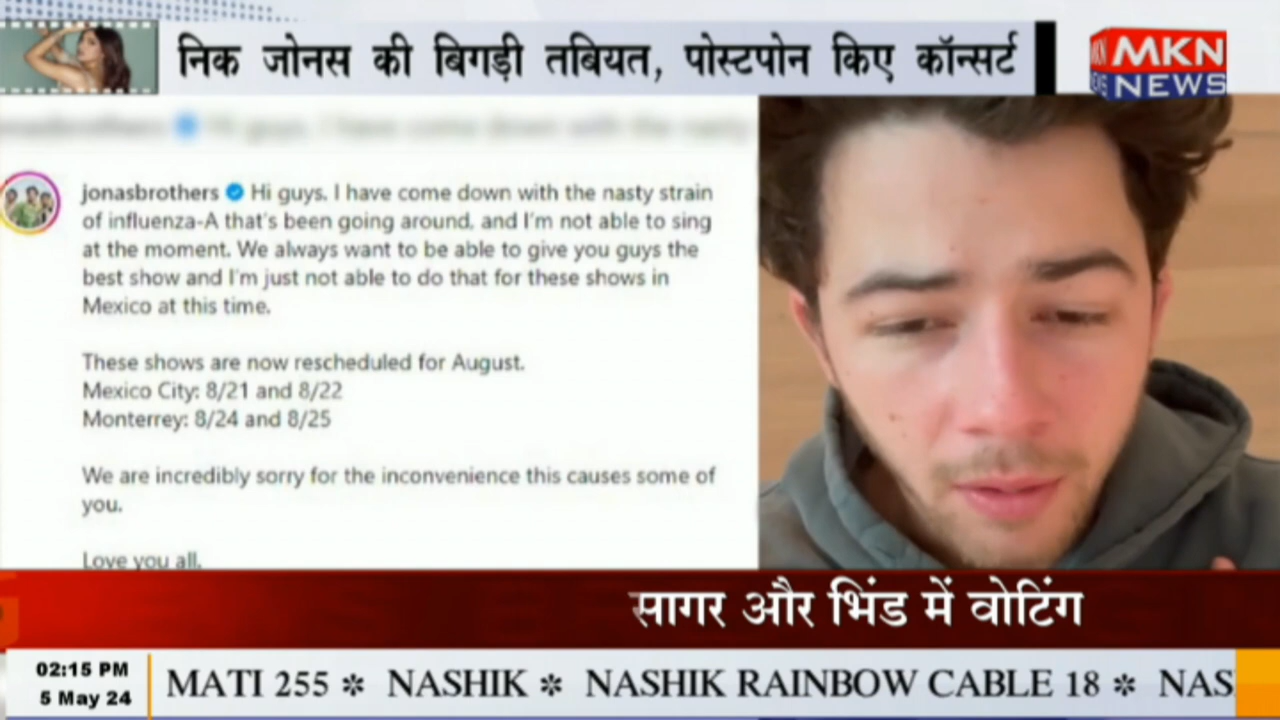 निक जोनस की बिगड़ी तबियत, पोस्टपोन किए कॉन्सर्ट
MKN
NEWS
jonasbrothers Hi guys, I have come down with the nasty strain
of influenza-A that's been going around, and I'm not able to sing
at the moment. We always want to be able to give you guys the
best show and I'm just not able to do that for these shows in
Mexico at this time.
These shows are now rescheduled for August.
Mexico City: 8/21 and 8/22
Monterrey: 8/24 and 8/25
We are incredibly sorry for the inconvenience this causes some of
you.
Love you all,
सागर और भिंड में वोटिंग
02:15 PM
5 May 24
MATI 255 ✻ NASHIK ✻ NASHIK RAINBOW CABLE 18 ✻ NAS